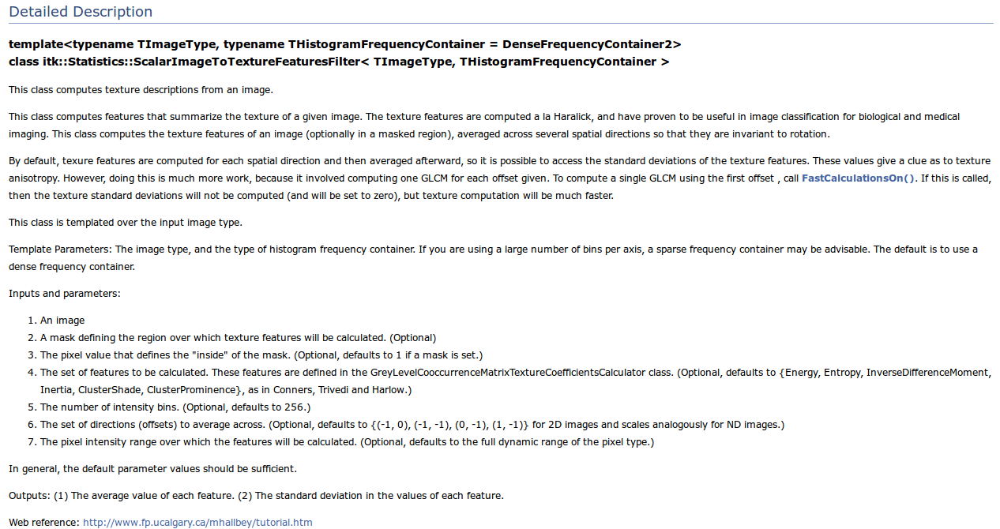 Detailed Description
template<typename TImageType, typename THistogramFrequencyContainer = DenseFrequencyContainer2>
class itk::Statistics::ScalarImageToTextureFeaturesFilter< TImageType, THistogramFrequencyContainer >
This class computes texture descriptions from an image.
This class computes features that summarize the texture of a given image. The texture features are computed a la Haralick, and have proven to be useful in image classification for biological and medical
imaging. This class computes the texture features of an image (optionally in a masked region), averaged across several spatial directions so that they are invariant to rotation.
By default, texure features are computed for each spatial direction and then averaged afterward, so it is possible to access the standard deviations of the texture features. These values give a clue as to texture
anisotropy. However, doing this is much more work, because it involved computing one GLCM for each offset given. To compute a single GLCM using the first offset , call FastCalculationsOn(). If this is called,
then the texture standard deviations will not be computed (and will be set to zero), but texture computation will be much faster.
This class is templated over the input image type.
Template Parameters: The image type, and the type of histogram frequency container. If you are using a large number of bins per axis, a sparse frequency container may be advisable. The default is to use a
dense frequency container.
Inputs and parameters:
1. An image
2. A mask defining the region over which texture features will be calculated. (Optional)
3. The pixel value that defines the "inside" of the mask. (Optional, defaults to 1 if a mask is set.)
4. The set of features to be calculated. These features are defined in the GreyLevelCooccurrenceMatrixTextureCoefficientsCalculator class. (Optional, defaults to {Energy, Entropy, InverseDifferenceMoment,
Inertia, ClusterShade, ClusterProminence}, as in Conners, Trivedi and Harlow.)
5. The number of intensity bins. (Optional, defaults to 256.)
6. The set of directions (offsets) to average across. (Optional, defaults to {(-1, 0), (-1, -1), (0, -1), (1, -1)} for 2D images and scales analogously for ND images.)
7. The pixel intensity range over which the features will be calculated. (Optional, defaults to the full dynamic range of the pixel type.)
In general, the default parameter values should be sufficient.
Outputs: (1) The average value of each feature. (2) The standard deviation in the values of each feature.
Web reference: http://www.fp.ucalgary.ca/mhallbey/tutorial.htm